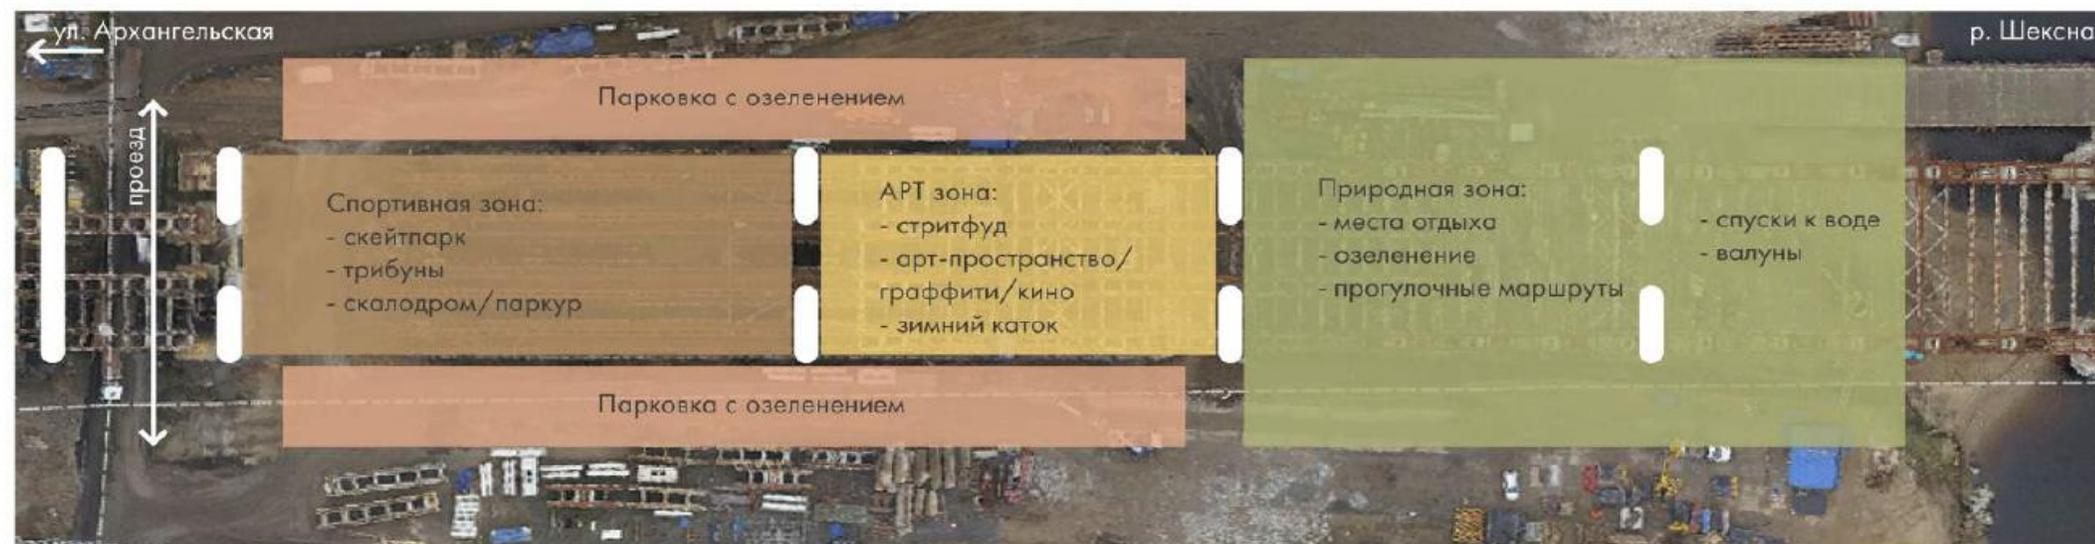 ул. Архангельская
р. Шексна
Парковка с озеленением
проезд
Спортивная зона:
- скейтпарк
- трибуны
- скалодром/паркур
АРТ зона:
- стритфуд
- арт-пространство/
граффити/кино
- зимний каток
Природная зона:
- места отдыха
- озеленение
- прогулочные маршруты
- спуски к воде
- валуны
Парковка с озеленением